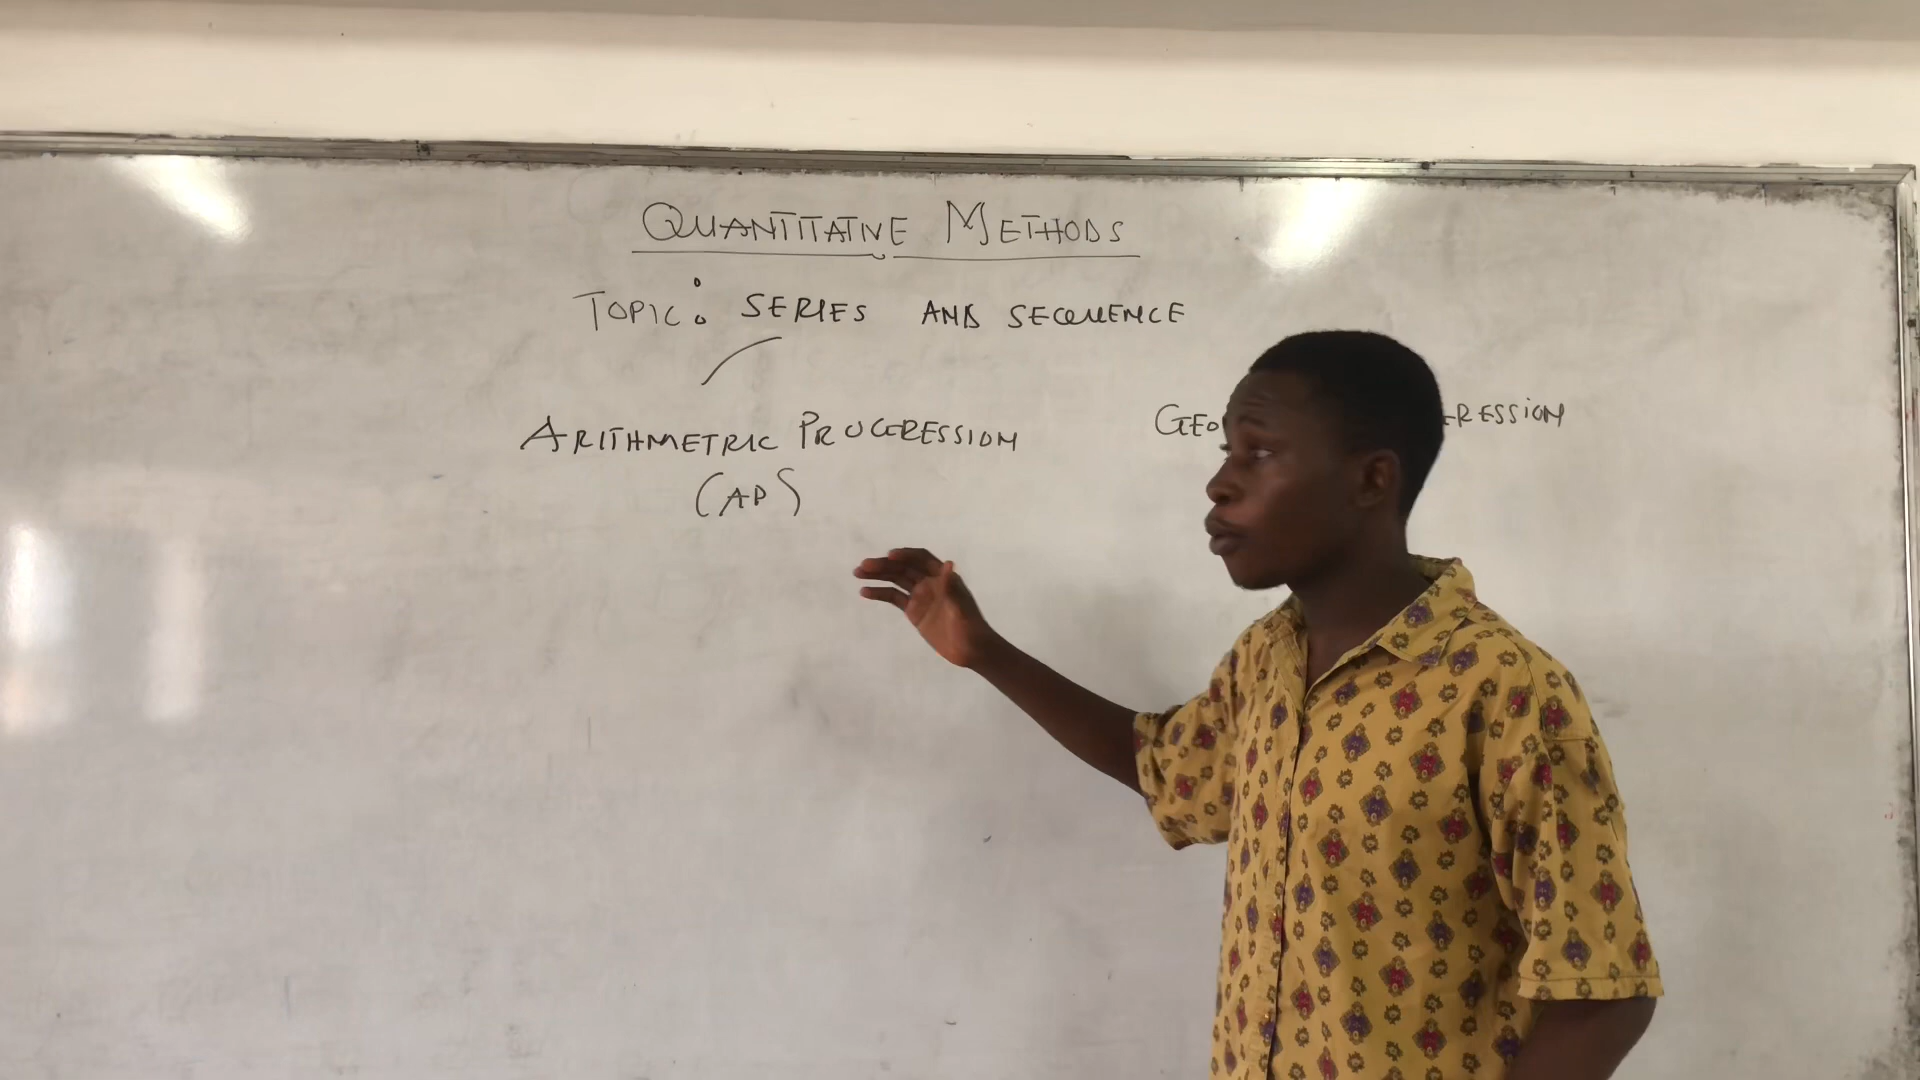 QUANTITATIVE METHODS
TOPIC: SERIES AND SEQUENCE
ARITHMETRIC PROGRESSION
(AP)